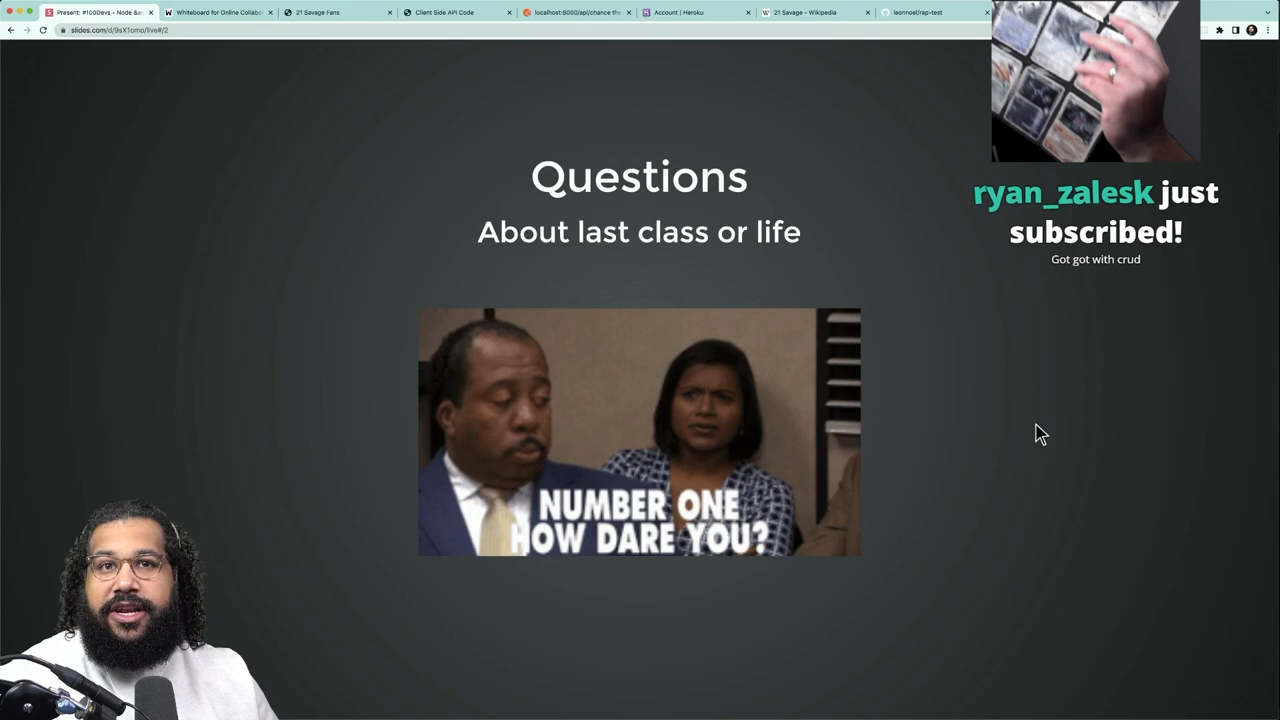 Present: #100Devs - Node &
Whiteboard for Online Collabo
21 Savage Fans
Client Side API Code
localhost:8000/api/chance th
Account | Heroku
21 Savage - Wikipedia
leonnoel/rap-test
slides.com/d/9sX1omo/live#/2
Questions
About last class or life
NUMBER ONE
HOW DARE YOU?
ryan_zalesk just
subscribed!
Got got with crud